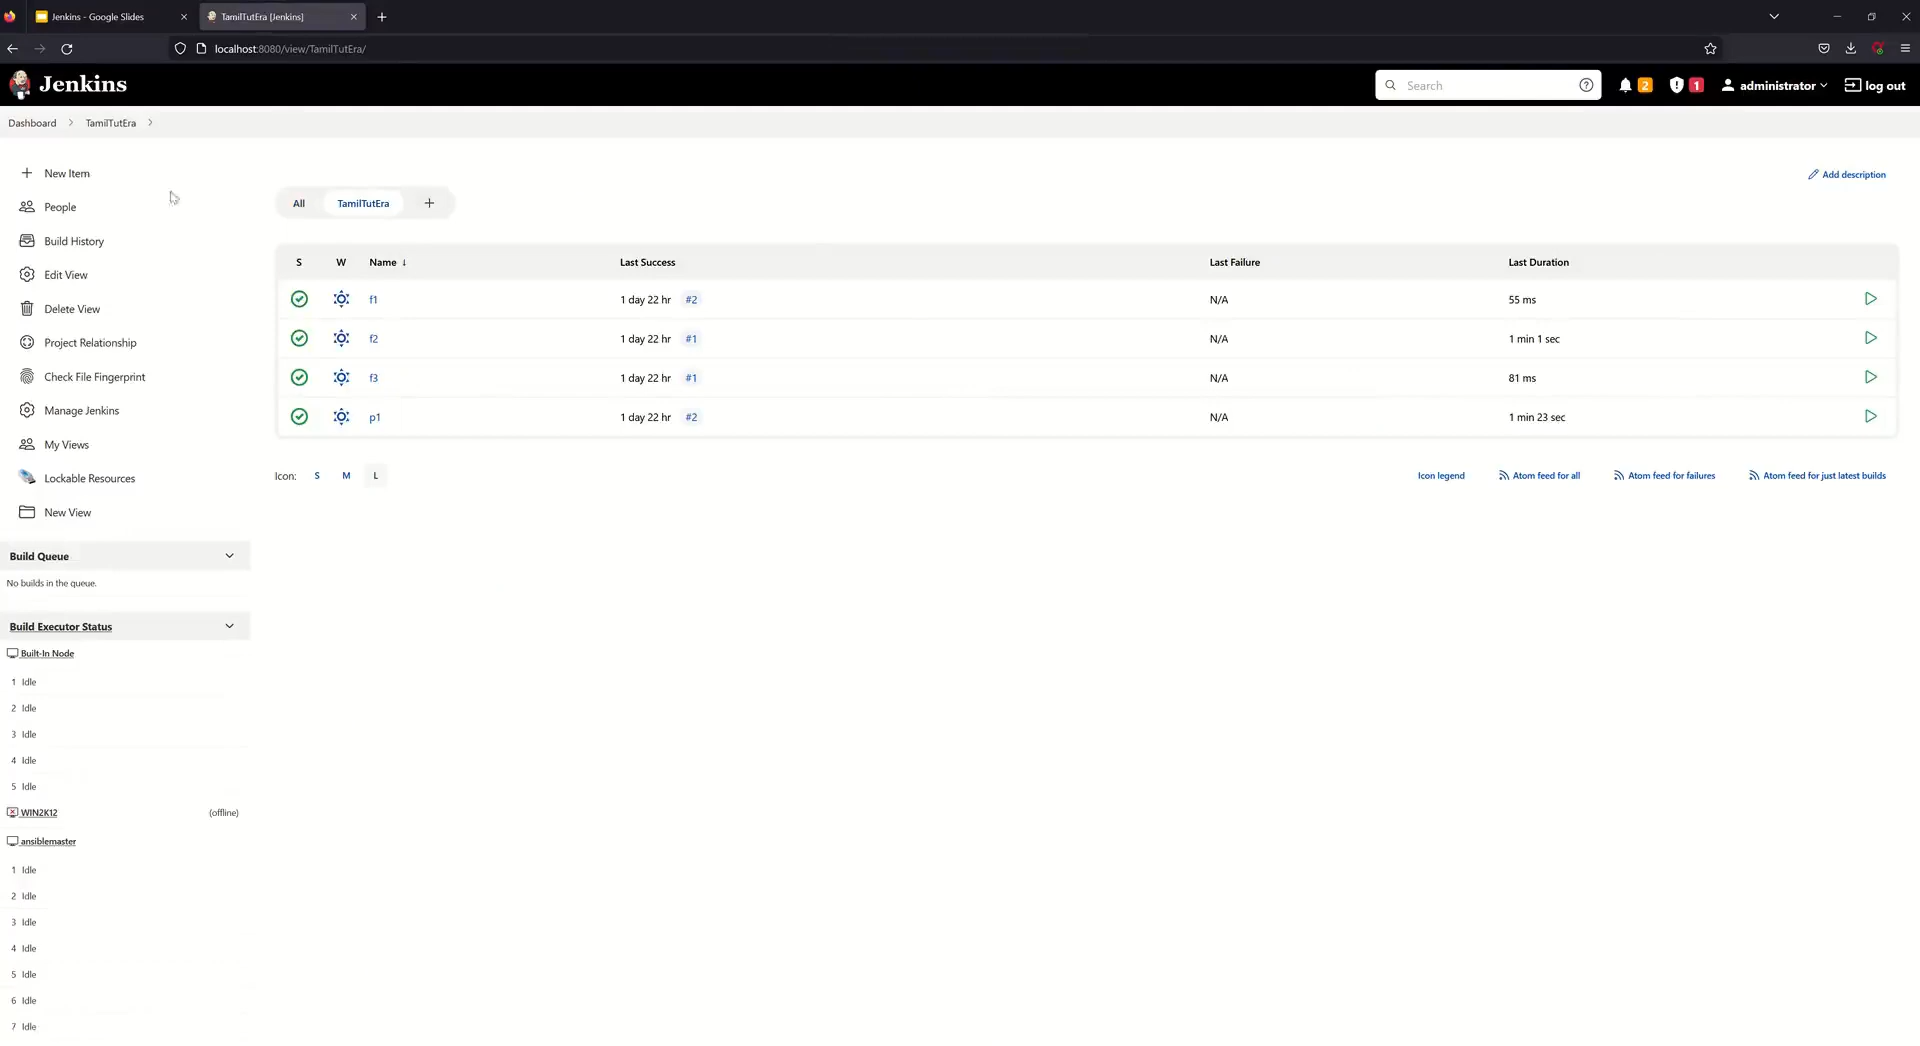 Jenkins - Google Slides
TamilTutEra [Jenkins]
localhost:8080/view/TamilTutEra/
Jenkins
Search
2
1
administrator
log out
Dashboard
TamilTutEra
New Item
People
Build History
Edit View
Delete View
Project Relationship
Check File Fingerprint
Manage Jenkins
My Views
Lockable Resources
New View
Build Queue
No builds in the queue.
Build Executor Status
Built-In Node
1 Idle
2 Idle
3 Idle
4 Idle
5 Idle
WIN2K12 (offline)
ansiblemaster
1 Idle
2 Idle
3 Idle
4 Idle
5 Idle
6 Idle
7 Idle
Add description
All TamilTutEra +
S W Name ↓ Last Success Last Failure Last Duration
f1 1 day 22 hr #2 N/A 55 ms
f2 1 day 22 hr #1 N/A 1 min 1 sec
f3 1 day 22 hr #1 N/A 81 ms
p1 1 day 22 hr #2 N/A 1 min 23 sec
Icon: S M L
Icon legend Atom feed for all Atom feed for failures Atom feed for just latest builds